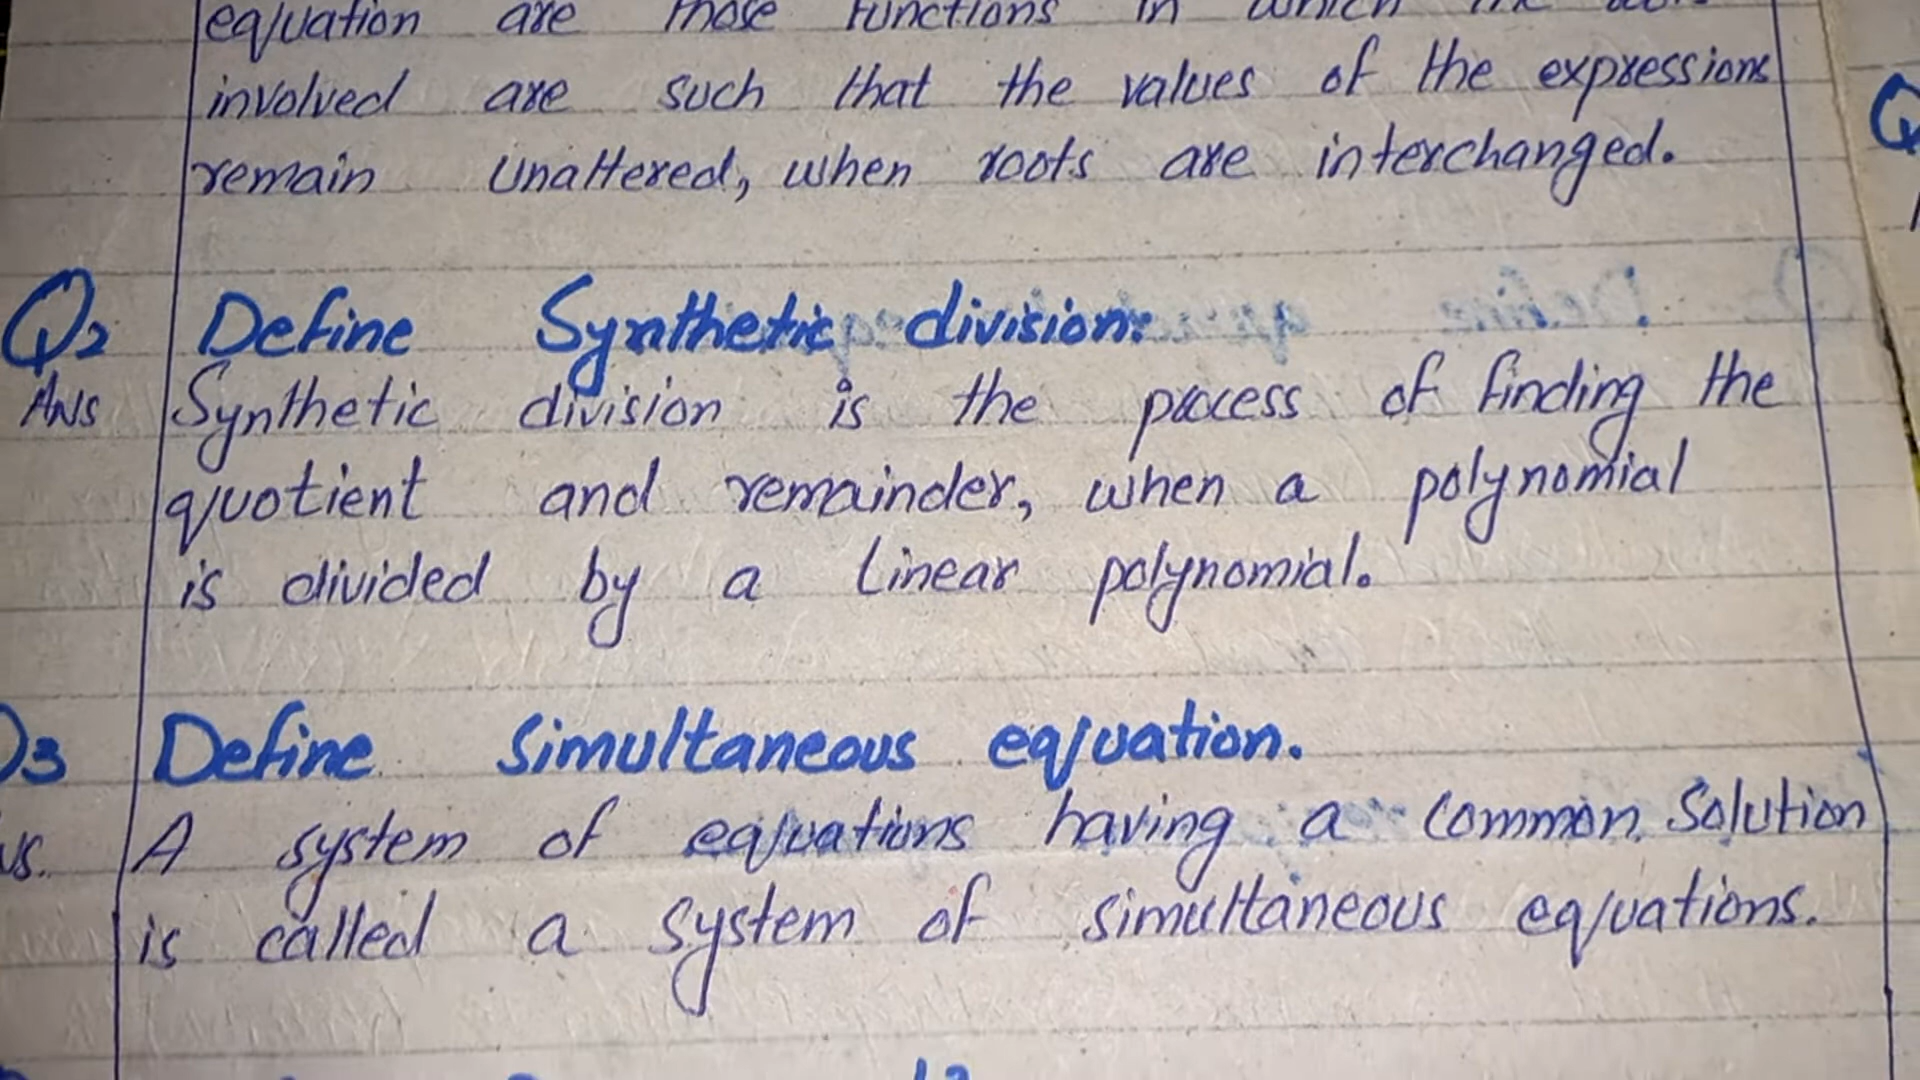 equation are those functions in which the
involved are such that the values of the expressions
remain unaltered, when roots are interchanged.
Q2 Define Synthetic division:
Ans Synthetic division is the process of finding the
quotient and remainder, when a polynomial
is divided by a linear polynomial.
Q3 Define simultaneous equation.
A system of equations having a common solution
is called a system of simultaneous equations.